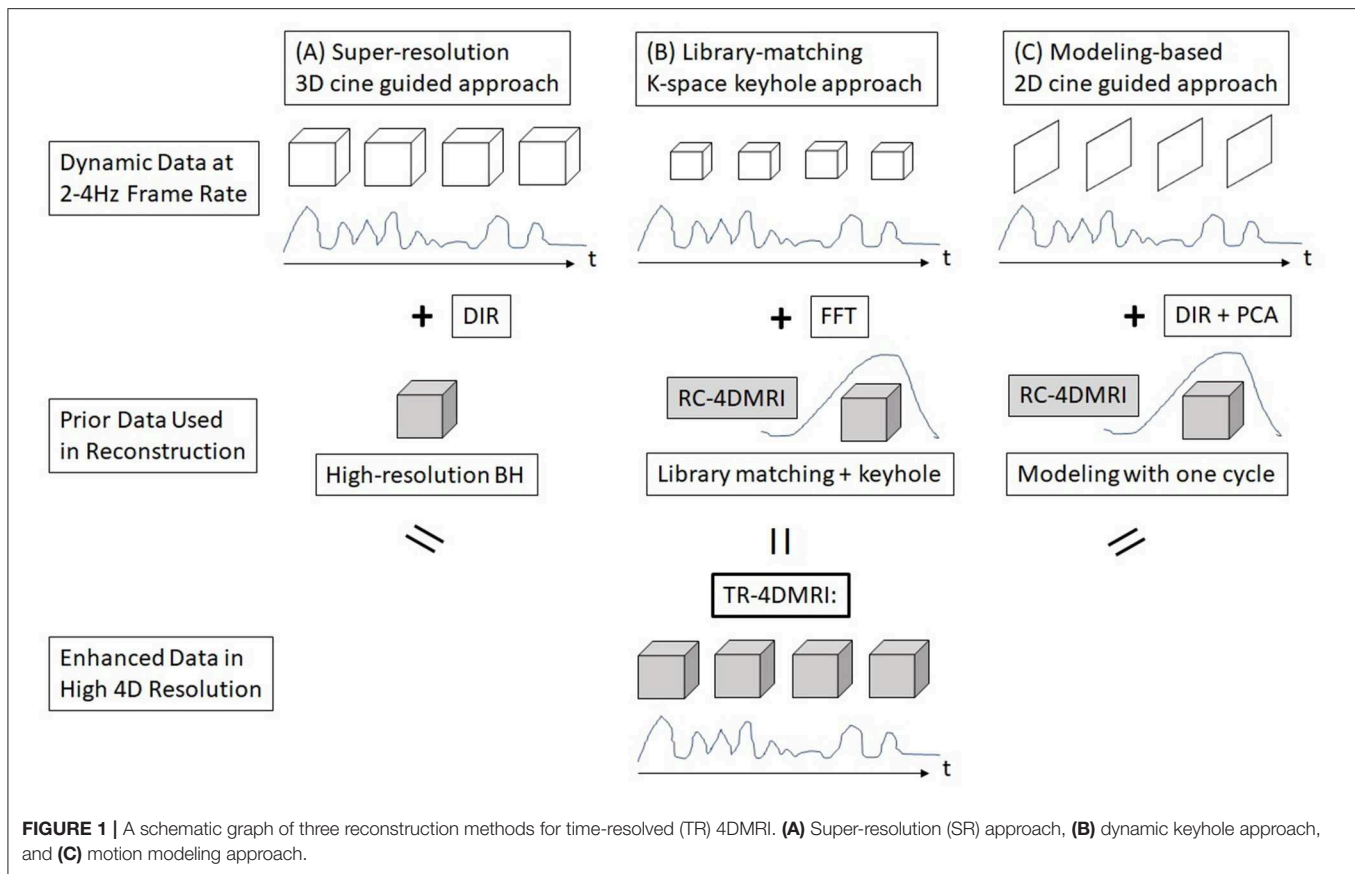 (A) Super-resolution
3D cine guided approach
(B) Library-matching
K-space keyhole approach
(C) Modeling-based
2D cine guided approach
Dynamic Data at
2-4Hz Frame Rate
t
t
t
+ DIR
+ FFT
+ DIR + PCA
Prior Data Used
in Reconstruction
RC-4DMRI
RC-4DMRI
High-resolution BH
Library matching + keyhole
Modeling with one cycle
=
=
=
TR-4DMRI:
Enhanced Data in
High 4D Resolution
t
FIGURE 1 | A schematic graph of three reconstruction methods for time-resolved (TR) 4DMRI. (A) Super-resolution (SR) approach, (B) dynamic keyhole approach,
and (C) motion modeling approach.